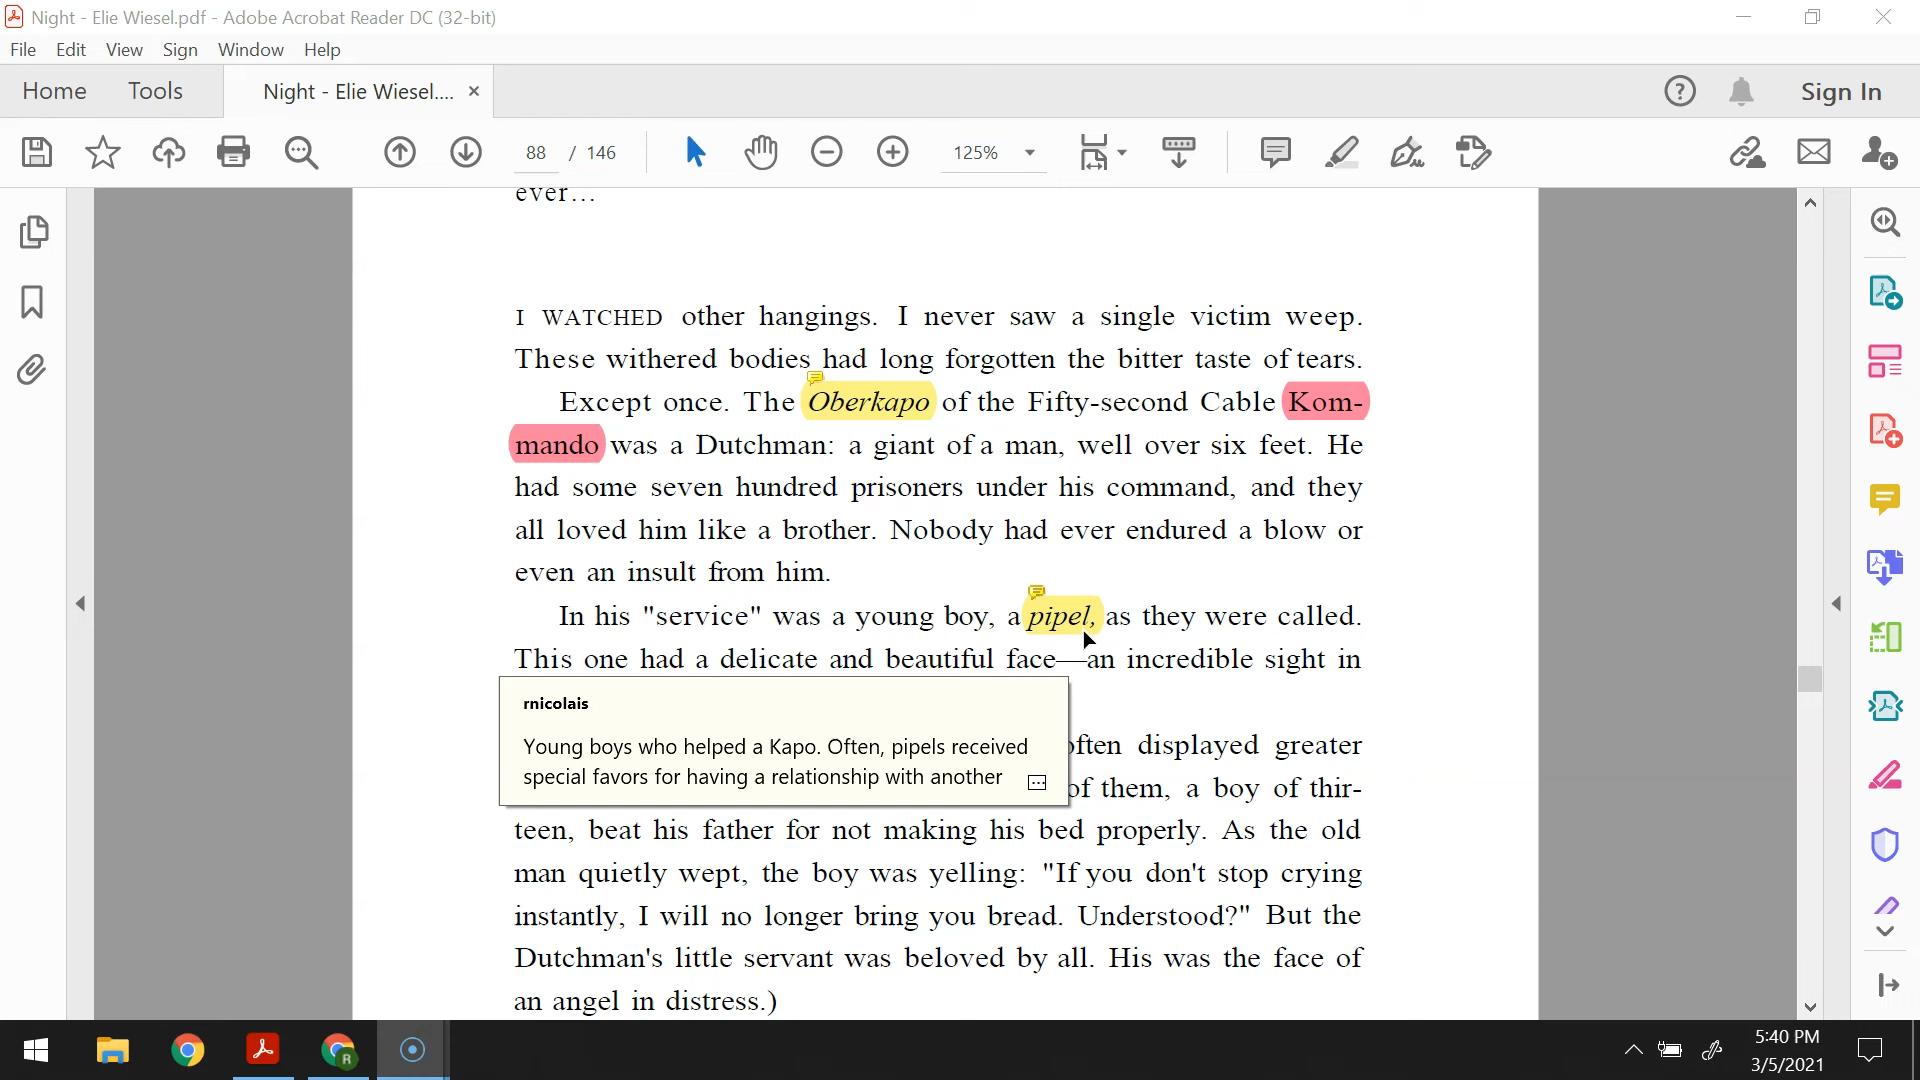 Night - Elie Wiesel.pdf - Adobe Acrobat Reader DC (32-bit)
File Edit View Sign Window Help
Home Tools Night - Elie Wiesel.... × Sign In
88 / 146 125%
ever...
I WATCHED other hangings. I never saw a single victim weep.
These withered bodies had long forgotten the bitter taste of tears.
Except once. The Oberkapo of the Fifty-second Cable Kom-
mando was a Dutchman: a giant of a man, well over six feet. He
had some seven hundred prisoners under his command, and they
all loved him like a brother. Nobody had ever endured a blow or
even an insult from him.
In his "service" was a young boy, a pipel, as they were called.
This one had a delicate and beautiful face—an incredible sight in
rnicolais
Young boys who helped a Kapo. Often, pipels received
special favors for having a relationship with another
often displayed greater
of them, a boy of thir-
teen, beat his father for not making his bed properly. As the old
man quietly wept, the boy was yelling: "If you don't stop crying
instantly, I will no longer bring you bread. Understood?" But the
Dutchman's little servant was beloved by all. His was the face of
an angel in distress.)
R
5:40 PM
3/5/2021